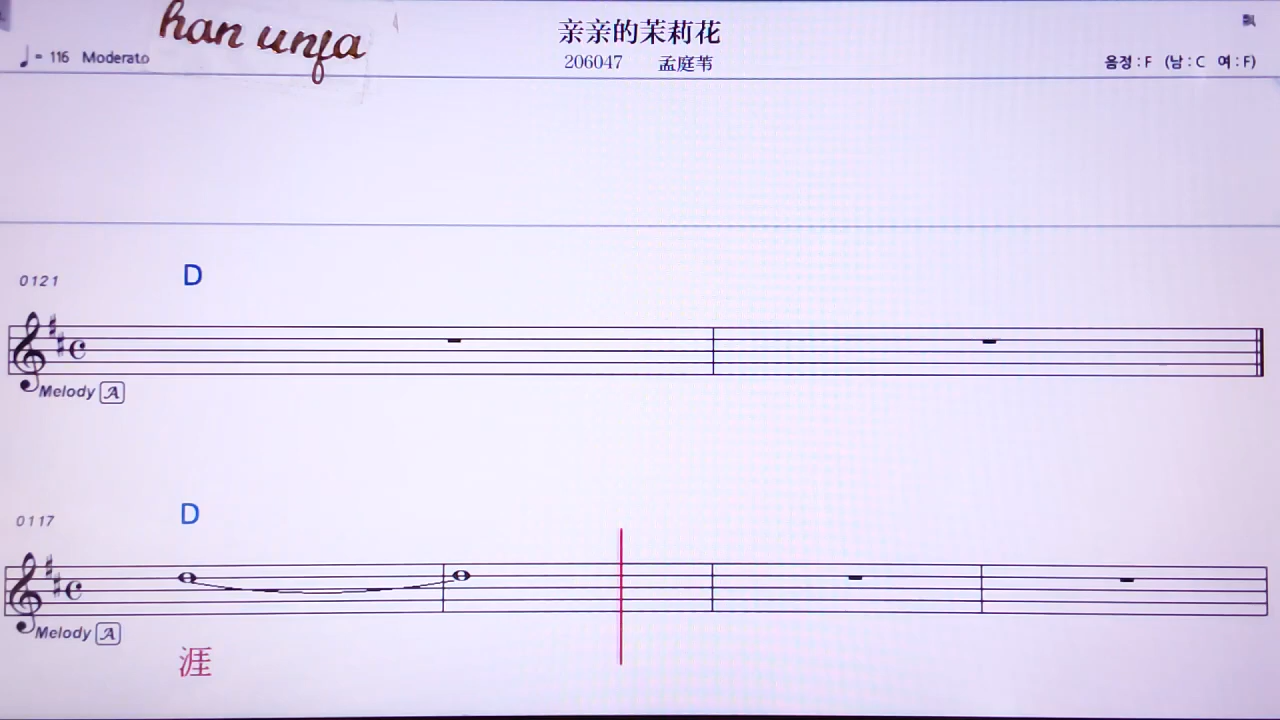 han unfa
亲亲的茉莉花
♩= 116 Moderato
206047 孟庭苇
음정 : F (남 : C 여 : F)
0121
D
Melody A
0117
D
Melody A
涯